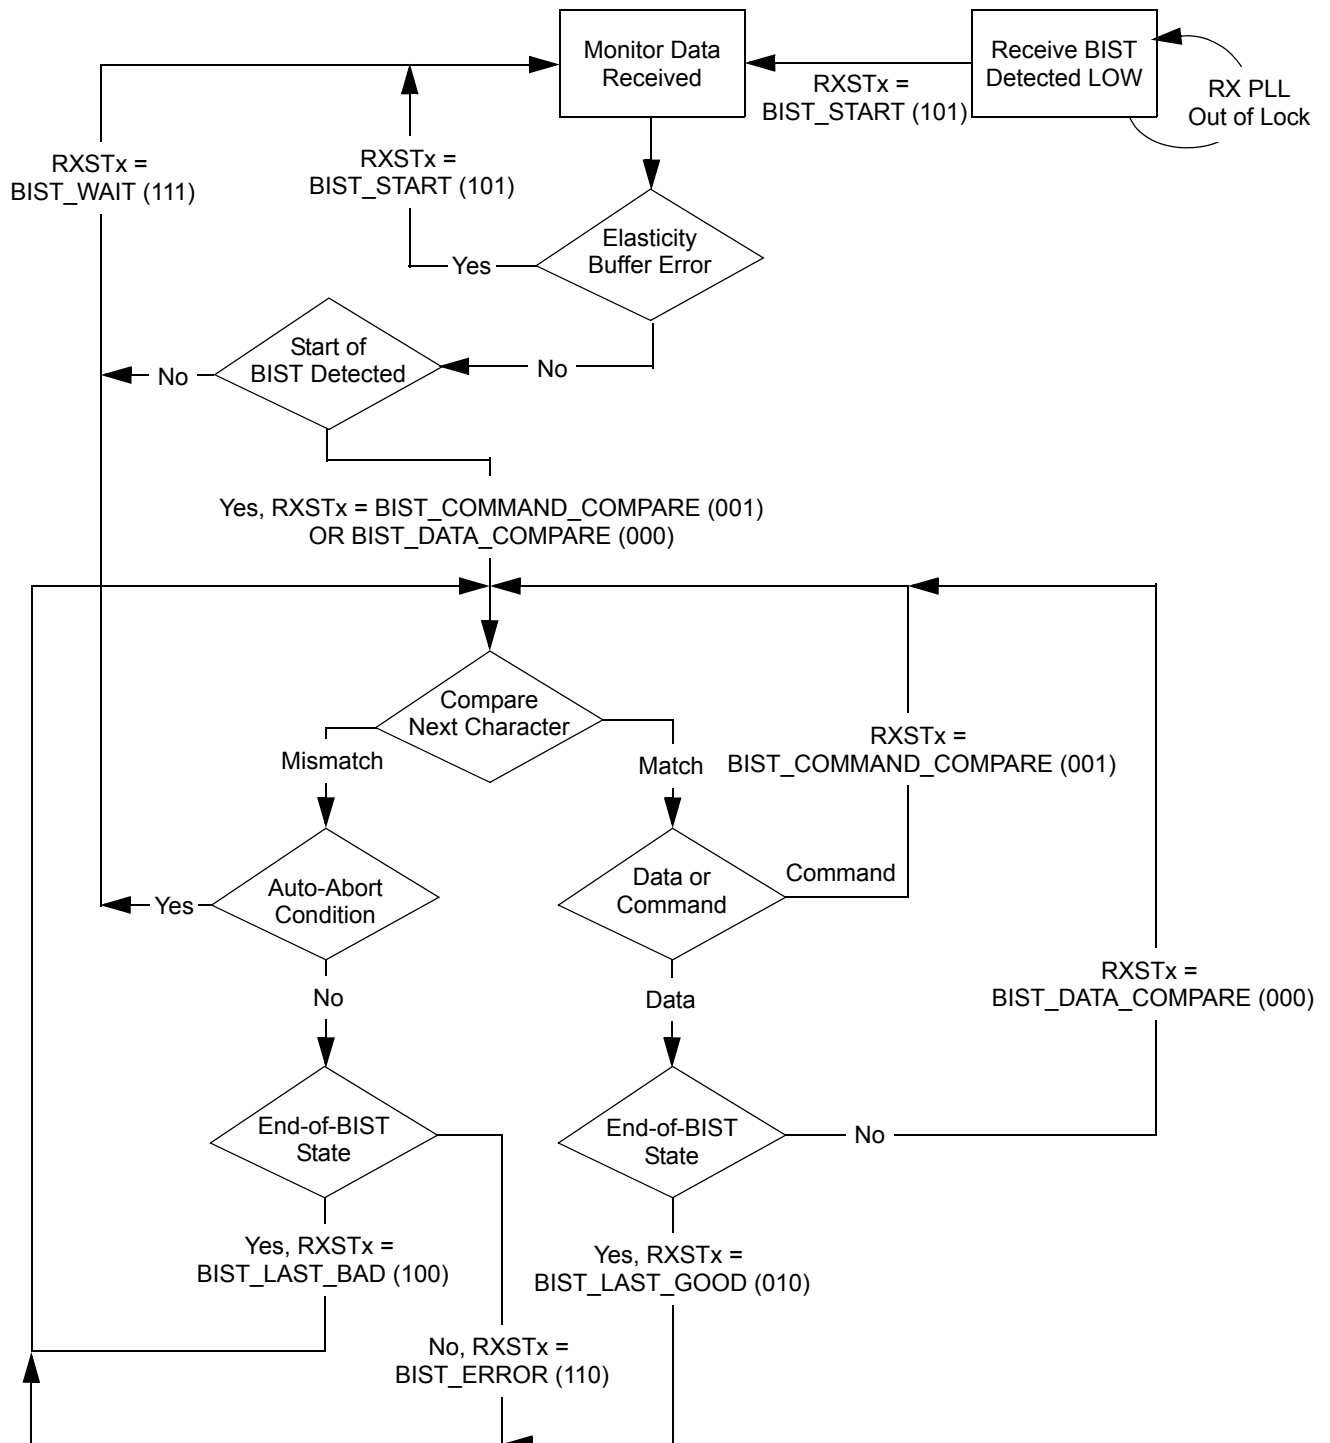 Monitor Data
Received
Receive BIST
Detected LOW
RX PLL
Out of Lock
RXSTx =
BIST_START (101)
RXSTx =
BIST_WAIT (111)
RXSTx =
BIST_START (101)
Elasticity
Buffer Error
Yes
No
Start of
BIST Detected
No
Yes, RXSTx = BIST_COMMAND_COMPARE (001)
OR BIST_DATA_COMPARE (000)
Compare
Next Character
Mismatch
Match
RXSTx =
BIST_COMMAND_COMPARE (001)
Auto-Abort
Condition
Yes
Data or
Command
Command
No
Data
RXSTx =
BIST_DATA_COMPARE (000)
End-of-BIST
State
End-of-BIST
State
No
Yes, RXSTx =
BIST_LAST_BAD (100)
Yes, RXSTx =
BIST_LAST_GOOD (010)
No, RXSTx =
BIST_ERROR (110)